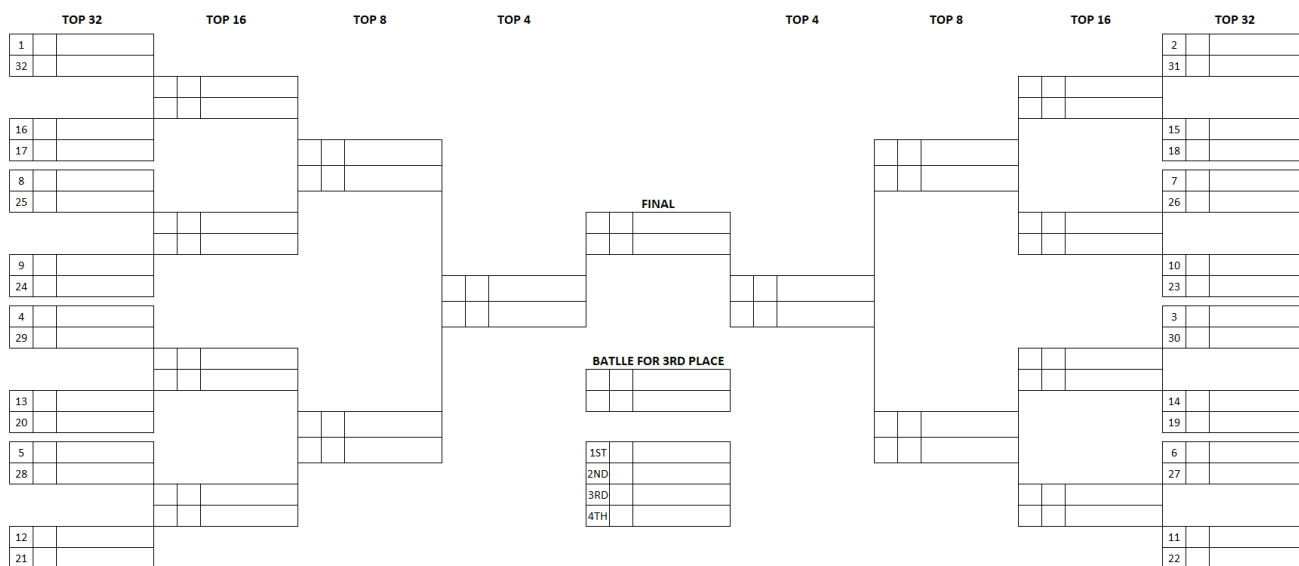 TOP 32 TOP 16 TOP 8 TOP 4 TOP 4 TOP 8 TOP 16 TOP 32
1 2
32 31
16 15
17 18
8 7
25 26
FINAL
9 10
24 23
4 3
29 30
BATLLE FOR 3RD PLACE
13 14
20 19
5 1ST 6
28 2ND 27
3RD
4TH
12 11
21 22